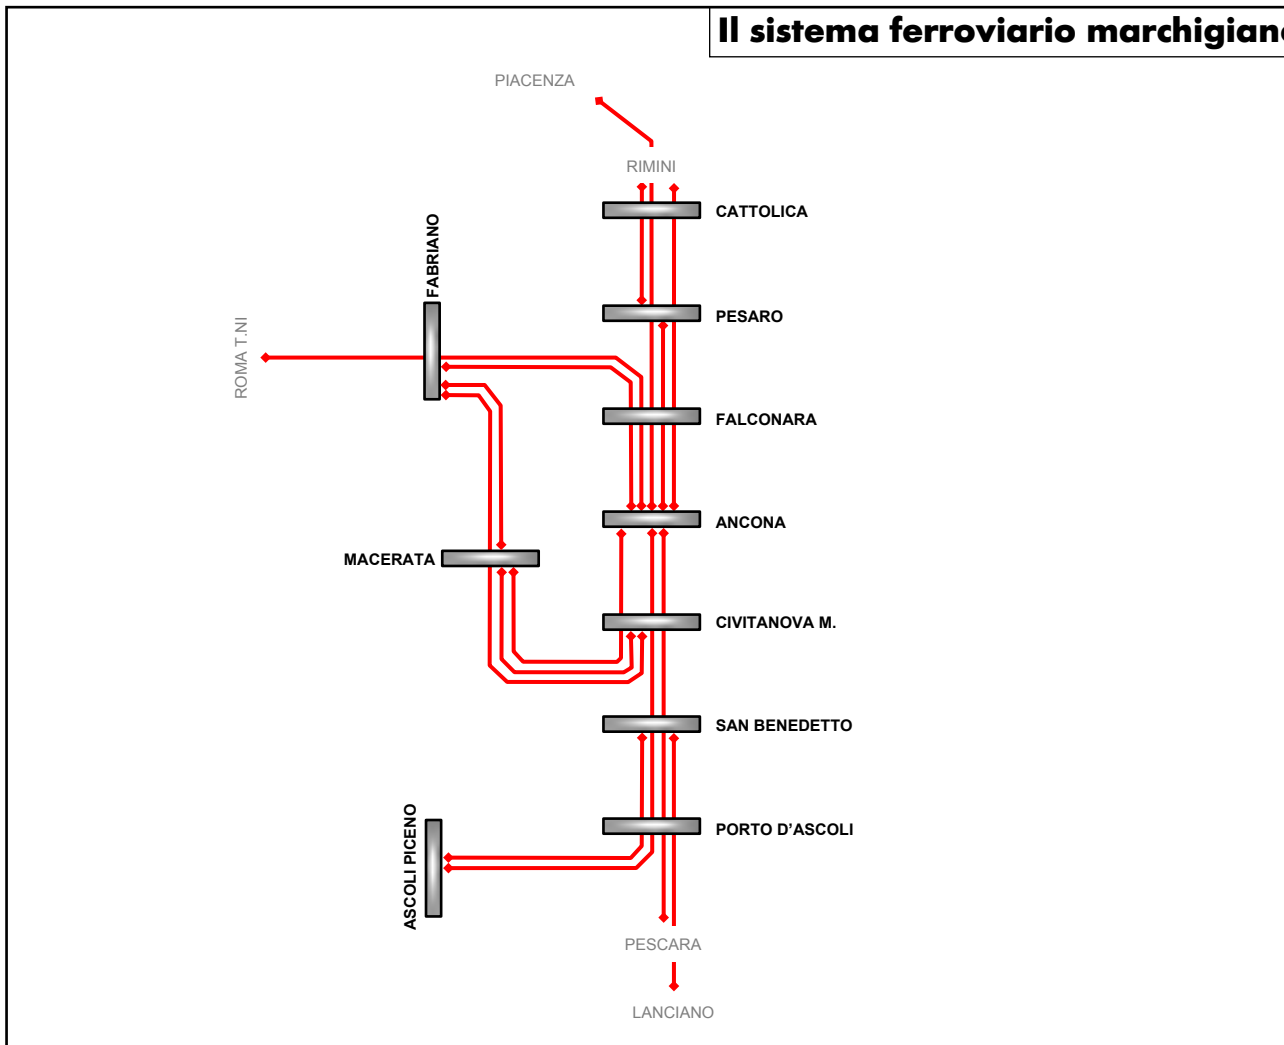 Il sistema ferroviario marchigiano
PIACENZA
RIMINI
CATTOLICA
FABRIANO
PESARO
ROMA T.NI
FALCONARA
ANCONA
MACERATA
CIVITANOVA M.
SAN BENEDETTO
ASCOLI PICENO
PORTO D’ASCOLI
PESCARA
LANCIANO